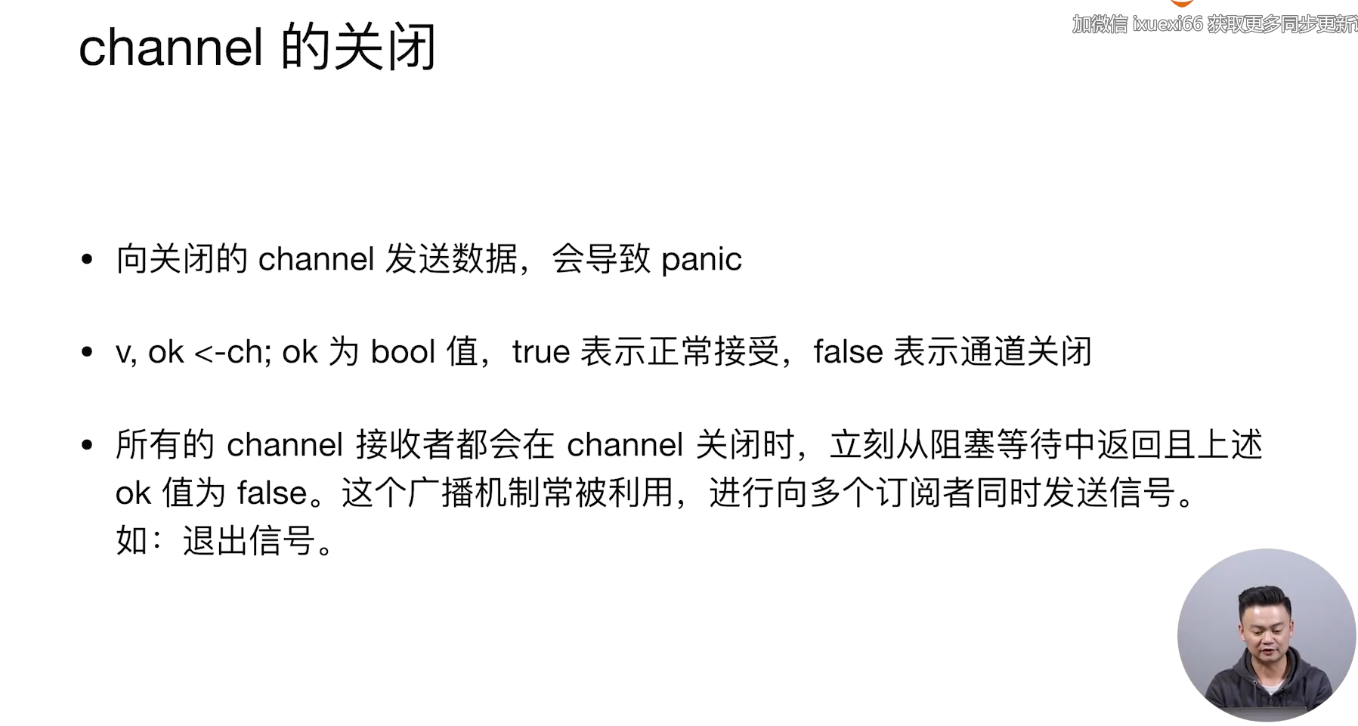 加微信 ixuexi66 获取更多同步更新
channel 的关闭
• 向关闭的 channel 发送数据，会导致 panic
• v, ok <-ch; ok 为 bool 值，true 表示正常接受，false 表示通道关闭
• 所有的 channel 接收者都会在 channel 关闭时，立刻从阻塞等待中返回且上述
ok 值为 false。这个广播机制常被利用，进行向多个订阅者同时发送信号。
如：退出信号。